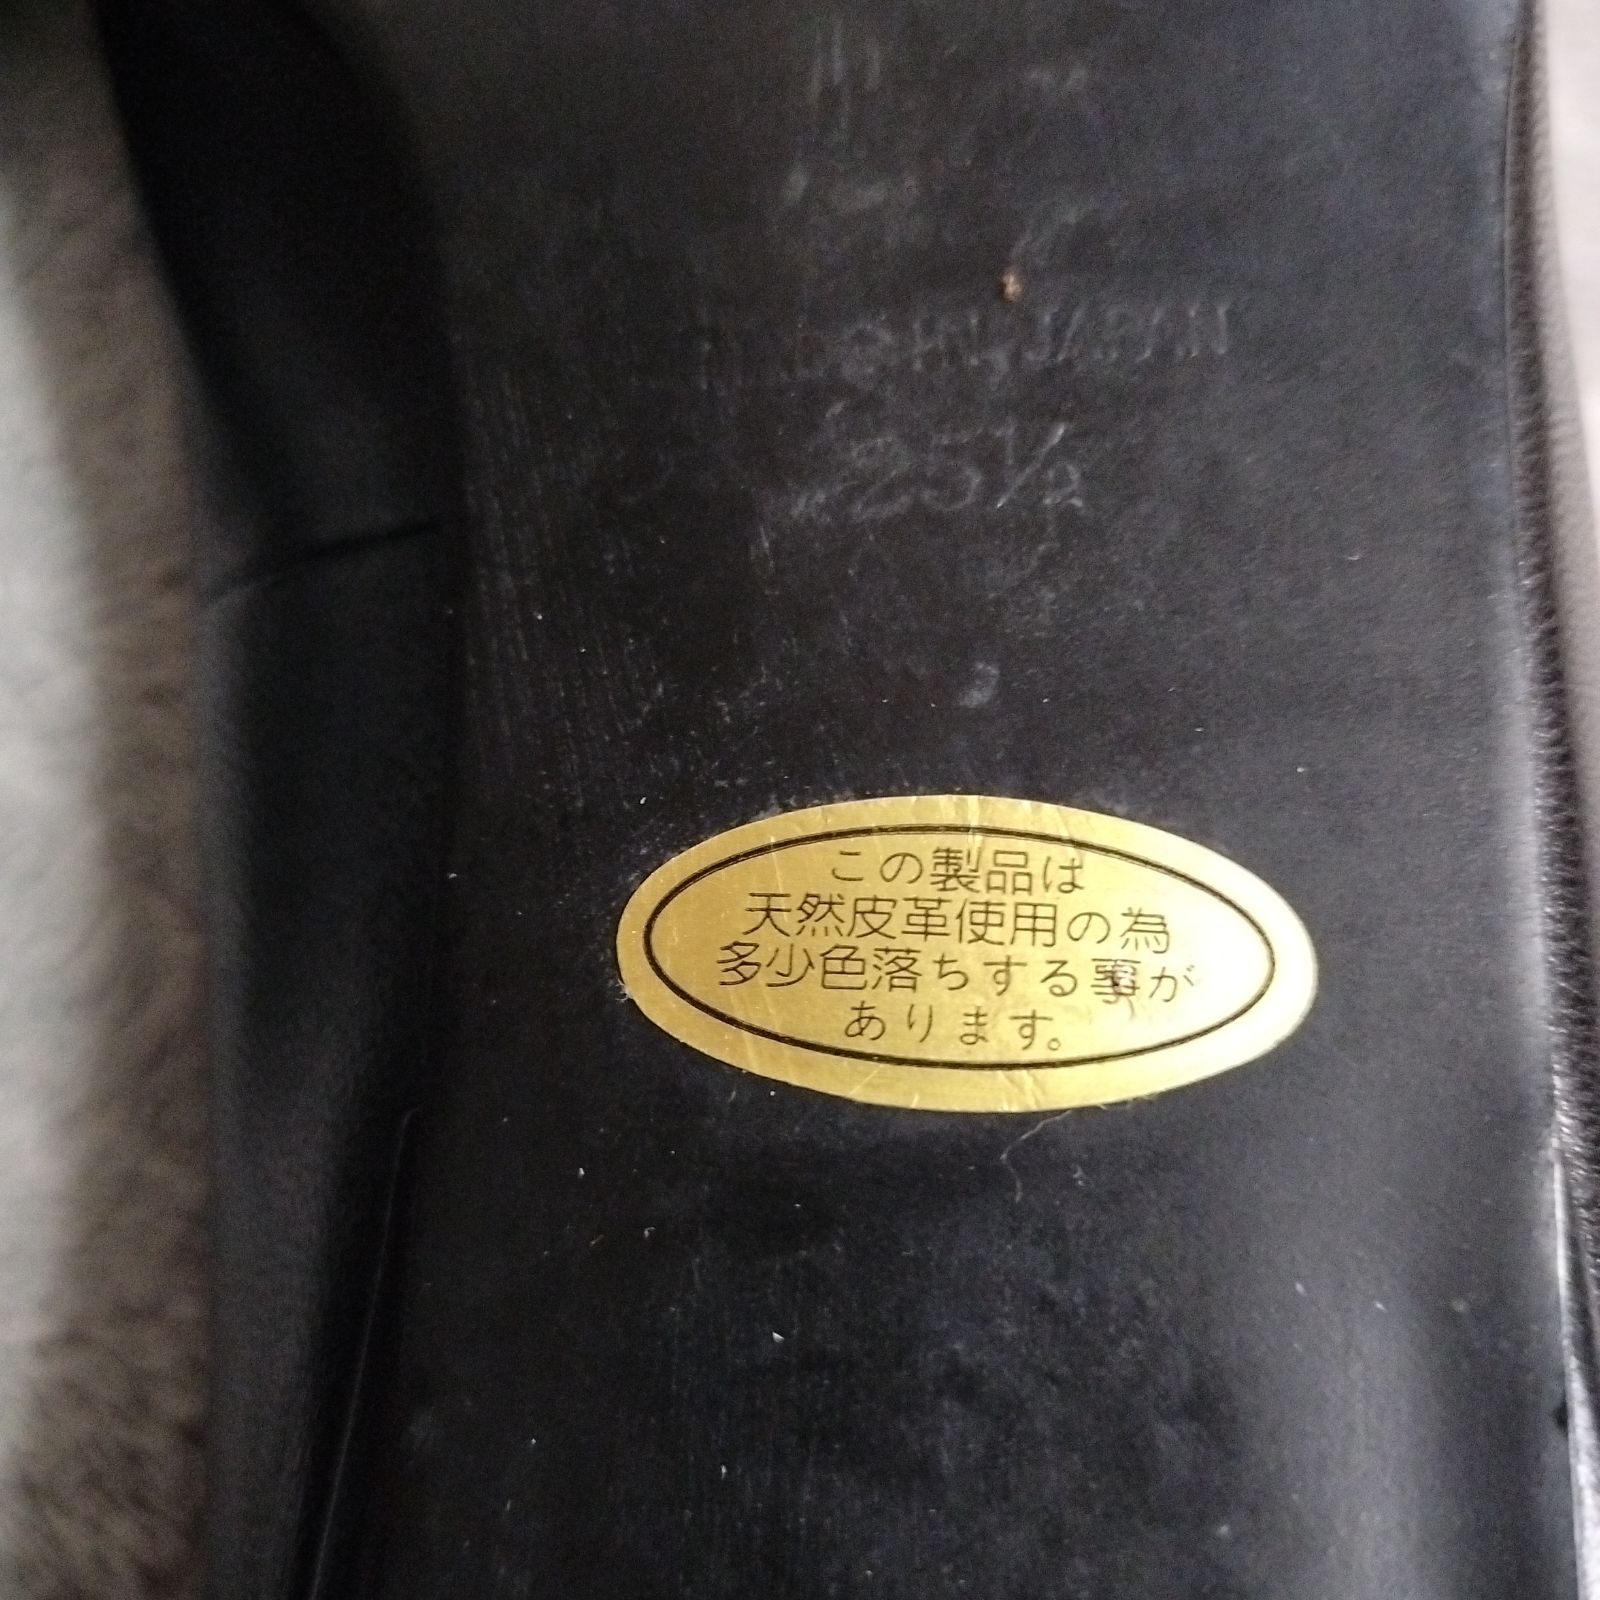 JAPAN
25½
この製品は
天然皮革使用の為
多少色落ちする事が
あります。